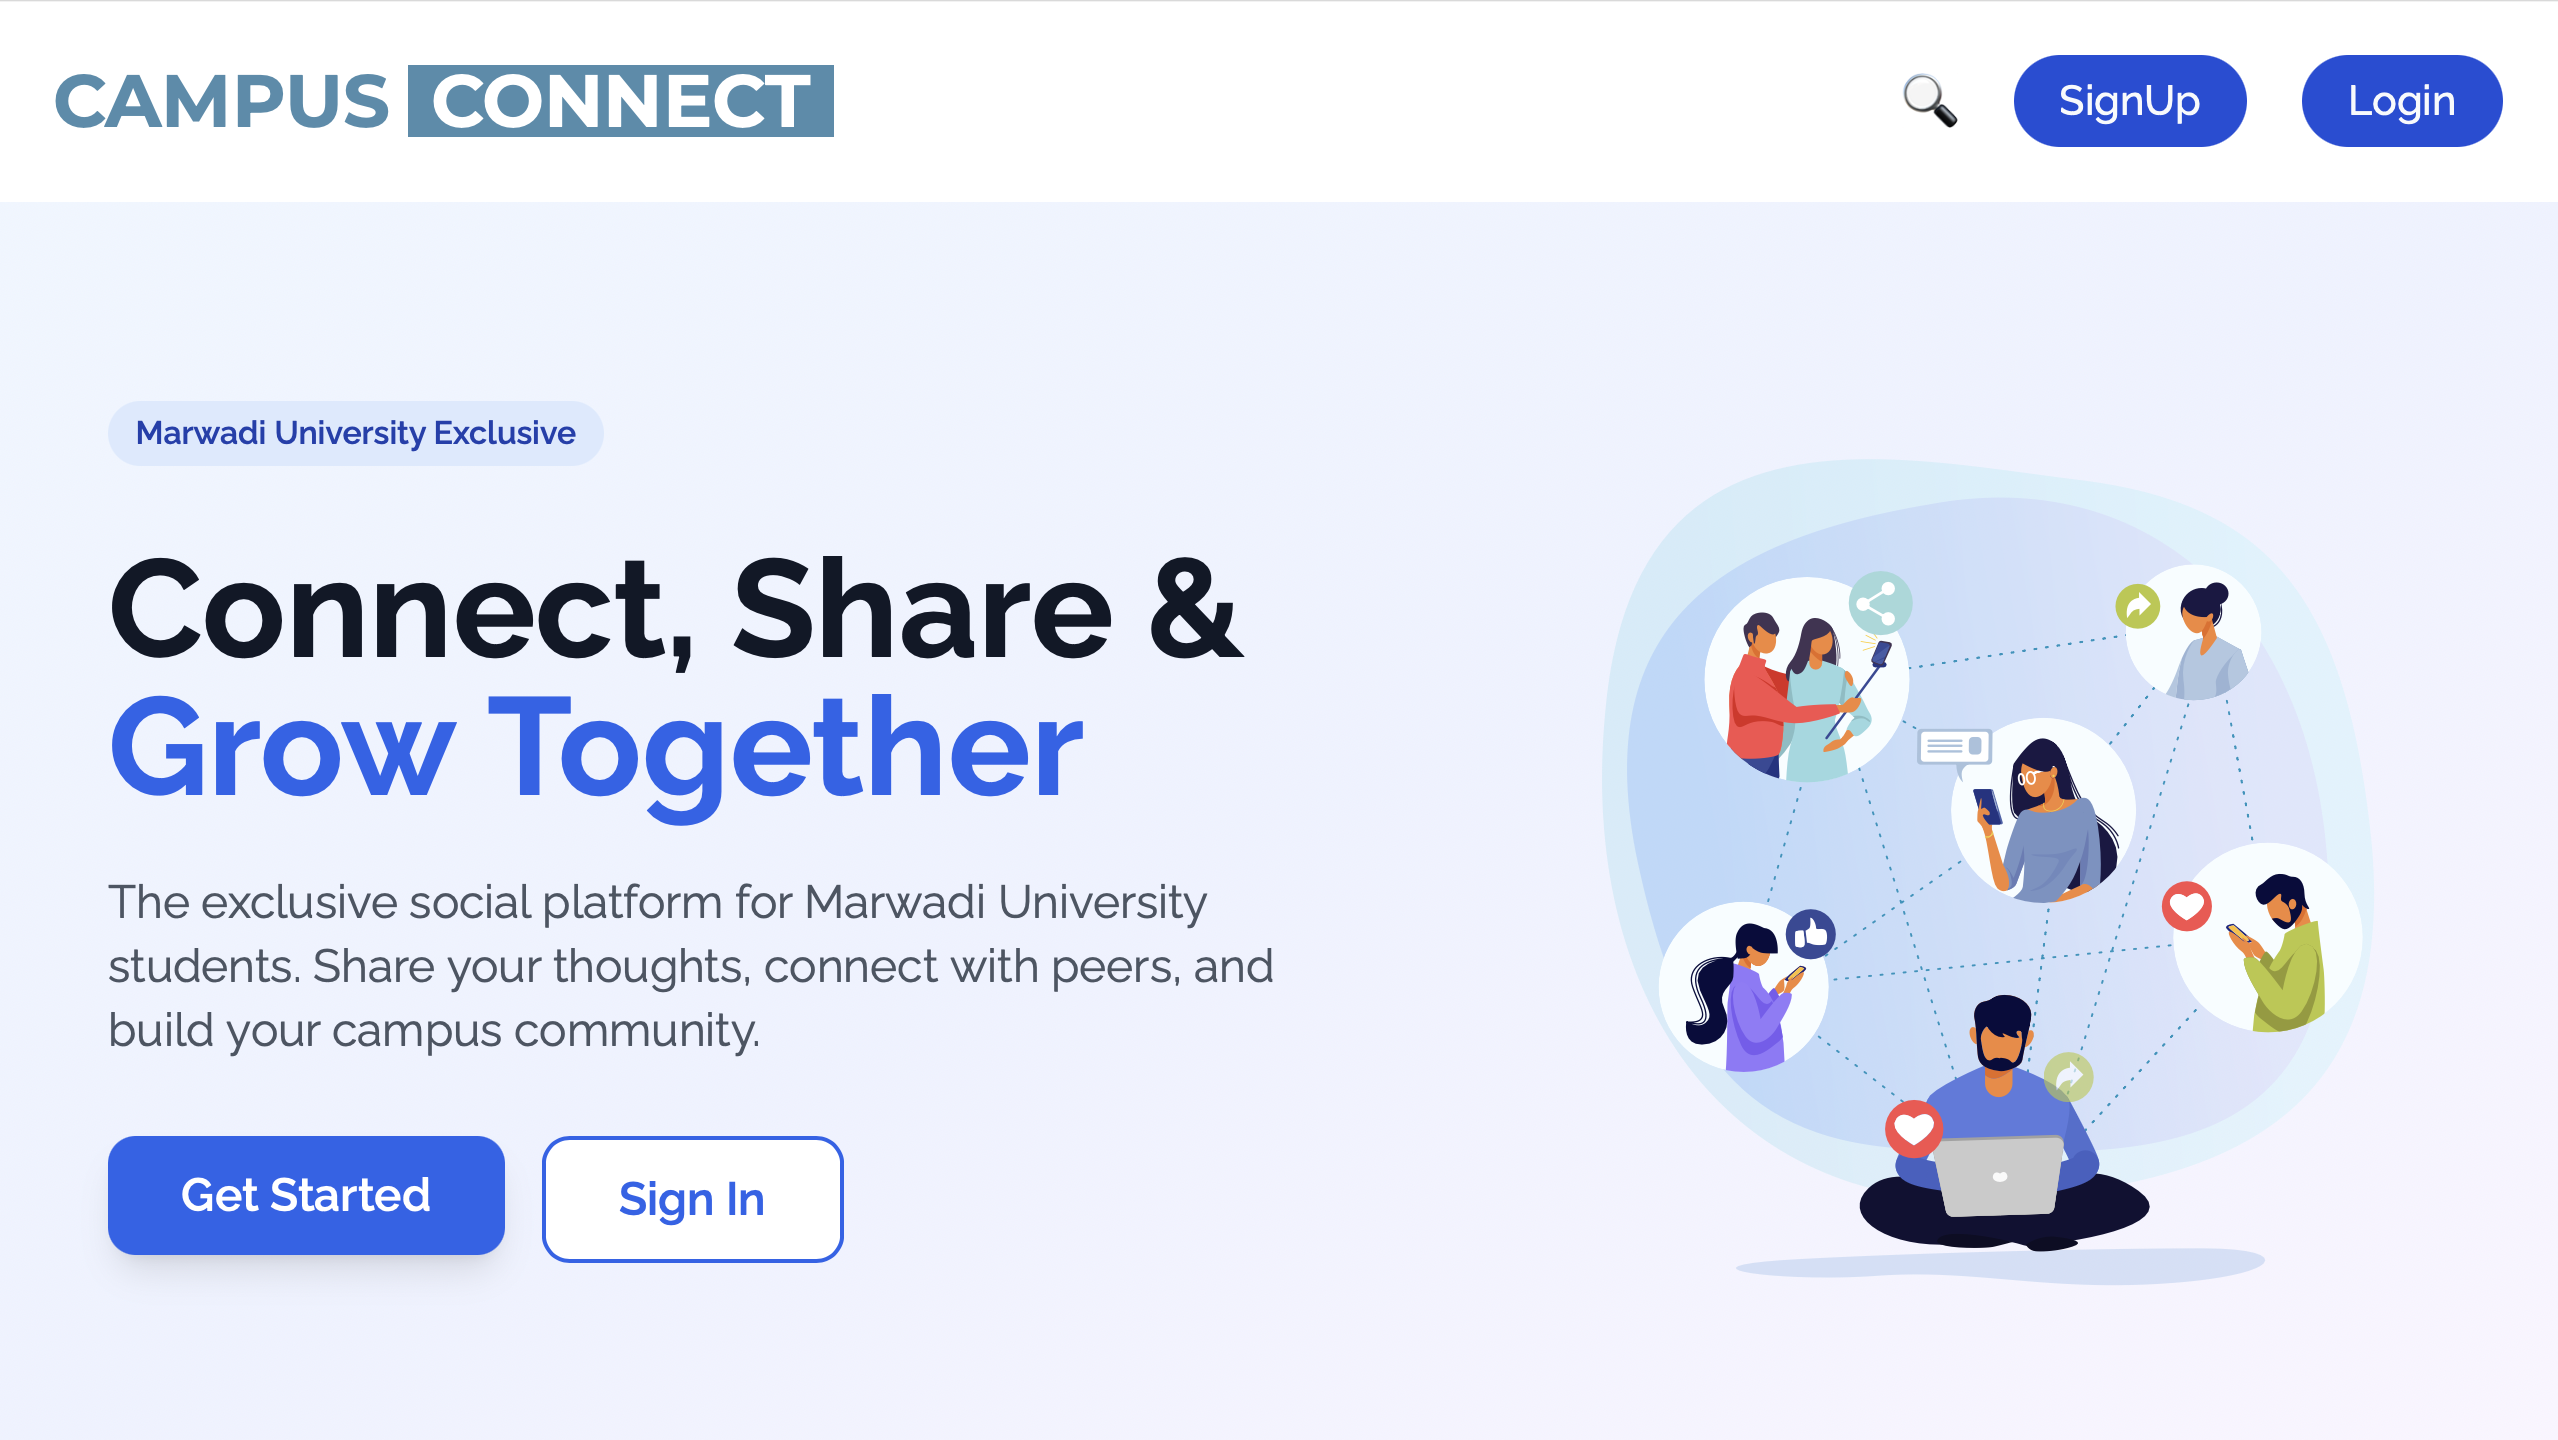 CAMPUS CONNECT
SignUp
Login
Marwadi University Exclusive
Connect, Share &
Grow Together
The exclusive social platform for Marwadi University
students. Share your thoughts, connect with peers, and
build your campus community.
Get Started
Sign In